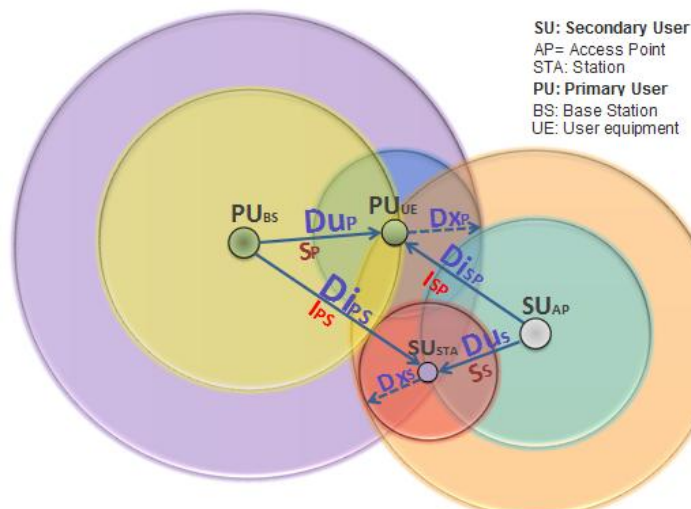 SU: Secondary User
AP= Access Point
STA: Station
PU: Primary User
BS: Base Station
UE: User equipment
PUBS
DuP
SP
PUUE
DxP
DiSP
ISP
DiPS
IPS
SUAP
SUSTA
DuS
SS
DxS